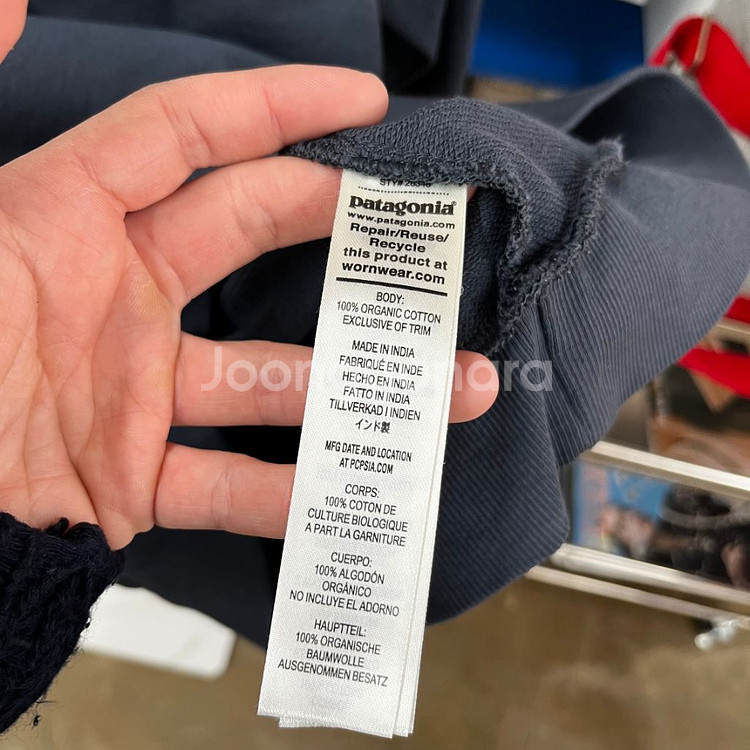 patagonia®
www.patagonia.com
Repair/Reuse/
Recycle
this product at
wornwear.com
BODY:
100% ORGANIC COTTON
EXCLUSIVE OF TRIM
MADE IN INDIA
FABRIQUÉ EN INDE
HECHO EN INDIA
FATTO IN INDIA
TILLVERKAD I INDIEN
インド製
MFG DATE AND LOCATION
AT PCPSIA.COM
CORPS:
100% COTON DE
CULTURE BIOLOGIQUE
A PART LA GARNITURE
CUERPO:
100% ALGODÓN
ORGÁNICO
NO INCLUYE EL ADORNO
HAUPTTEIL:
100% ORGANISCHE
BAUMWOLLE
AUSGENOMMEN BESATZ